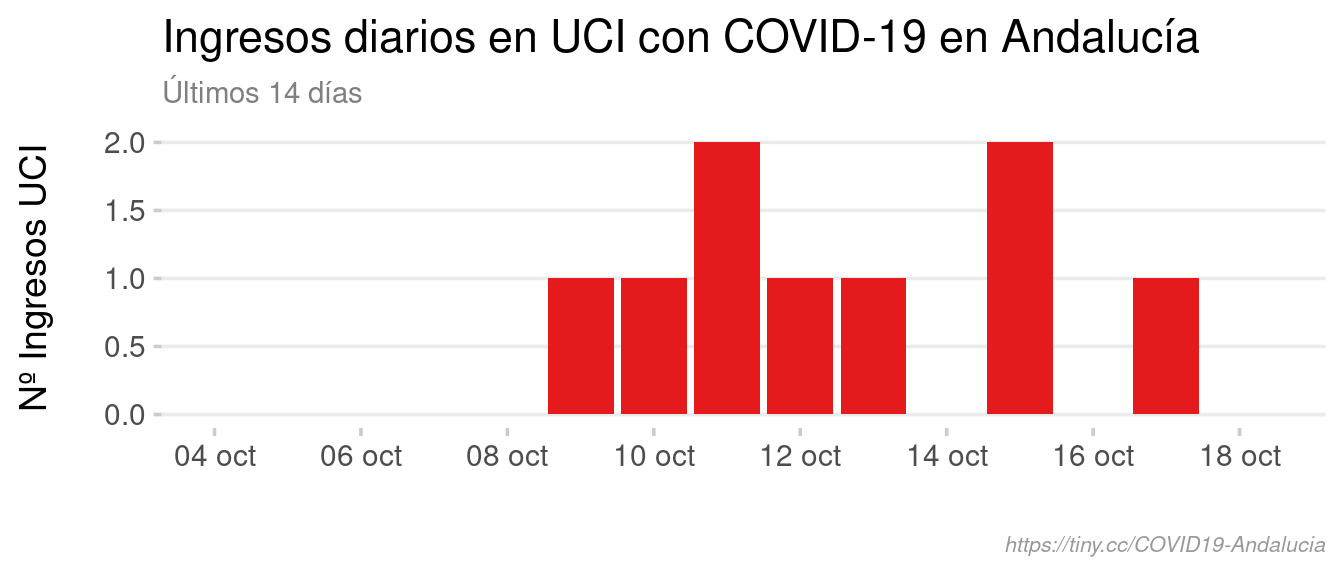 Ingresos diarios en UCI con COVID-19 en Andalucía
Últimos 14 días
Nº Ingresos UCI
2.0
1.5
1.0
0.5
0.0
04 oct 06 oct 08 oct 10 oct 12 oct 14 oct 16 oct 18 oct
https://tiny.cc/COVID19-Andalucia